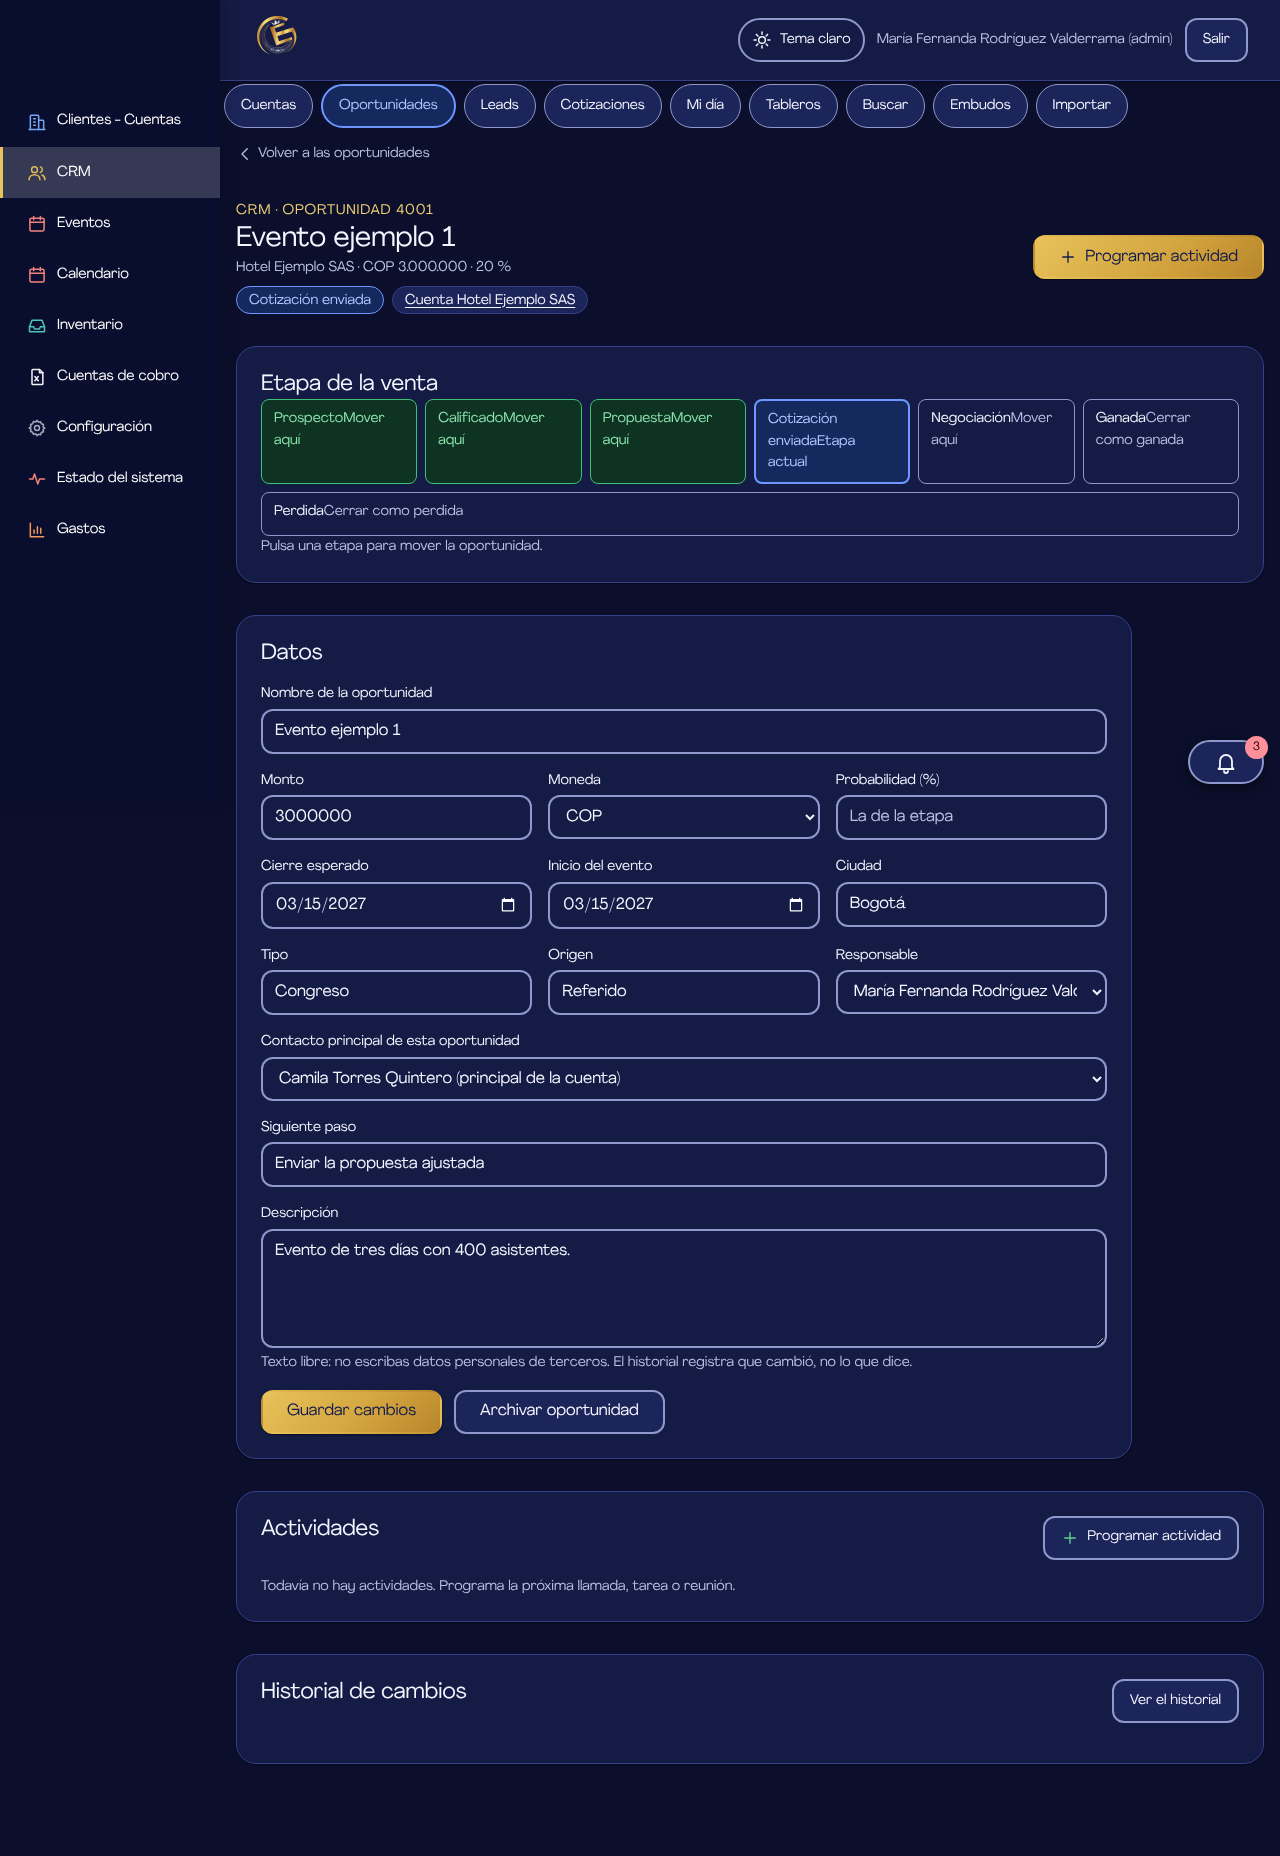 Tema claro
María Fernanda Rodríguez Valderrama (admin)
Salir
Clientes - Cuentas
CRM
Eventos
Calendario
Inventario
Cuentas de cobro
Configuración
Estado del sistema
Gastos
Cuentas
Oportunidades
Leads
Cotizaciones
Mi día
Tableros
Buscar
Embudos
Importar
Volver a las oportunidades
CRM · OPORTUNIDAD 4001
Evento ejemplo 1
Hotel Ejemplo SAS · COP 3.000.000 · 20 %
Cotización enviada
Cuenta Hotel Ejemplo SAS
Programar actividad
Etapa de la venta
ProspectoMover
aquí
CalificadoMover
aquí
PropuestaMover
aquí
Cotización
enviadaEtapa
actual
NegociaciónMover
aquí
GanadaCerrar
como ganada
PerdidaCerrar como perdida
Pulsa una etapa para mover la oportunidad.
Datos
Nombre de la oportunidad
Evento ejemplo 1
Monto
Moneda
Probabilidad (%)
3000000
COP
La de la etapa
Cierre esperado
Inicio del evento
Ciudad
03/15/2027
03/15/2027
Bogotá
Tipo
Origen
Responsable
Congreso
Referido
María Fernanda Rodríguez Valc
Contacto principal de esta oportunidad
Camila Torres Quintero (principal de la cuenta)
Siguiente paso
Enviar la propuesta ajustada
Descripción
Evento de tres días con 400 asistentes.
Texto libre: no escribas datos personales de terceros. El historial registra que cambió, no lo que dice.
Guardar cambios
Archivar oportunidad
3
Actividades
Programar actividad
Todavía no hay actividades. Programa la próxima llamada, tarea o reunión.
Historial de cambios
Ver el historial